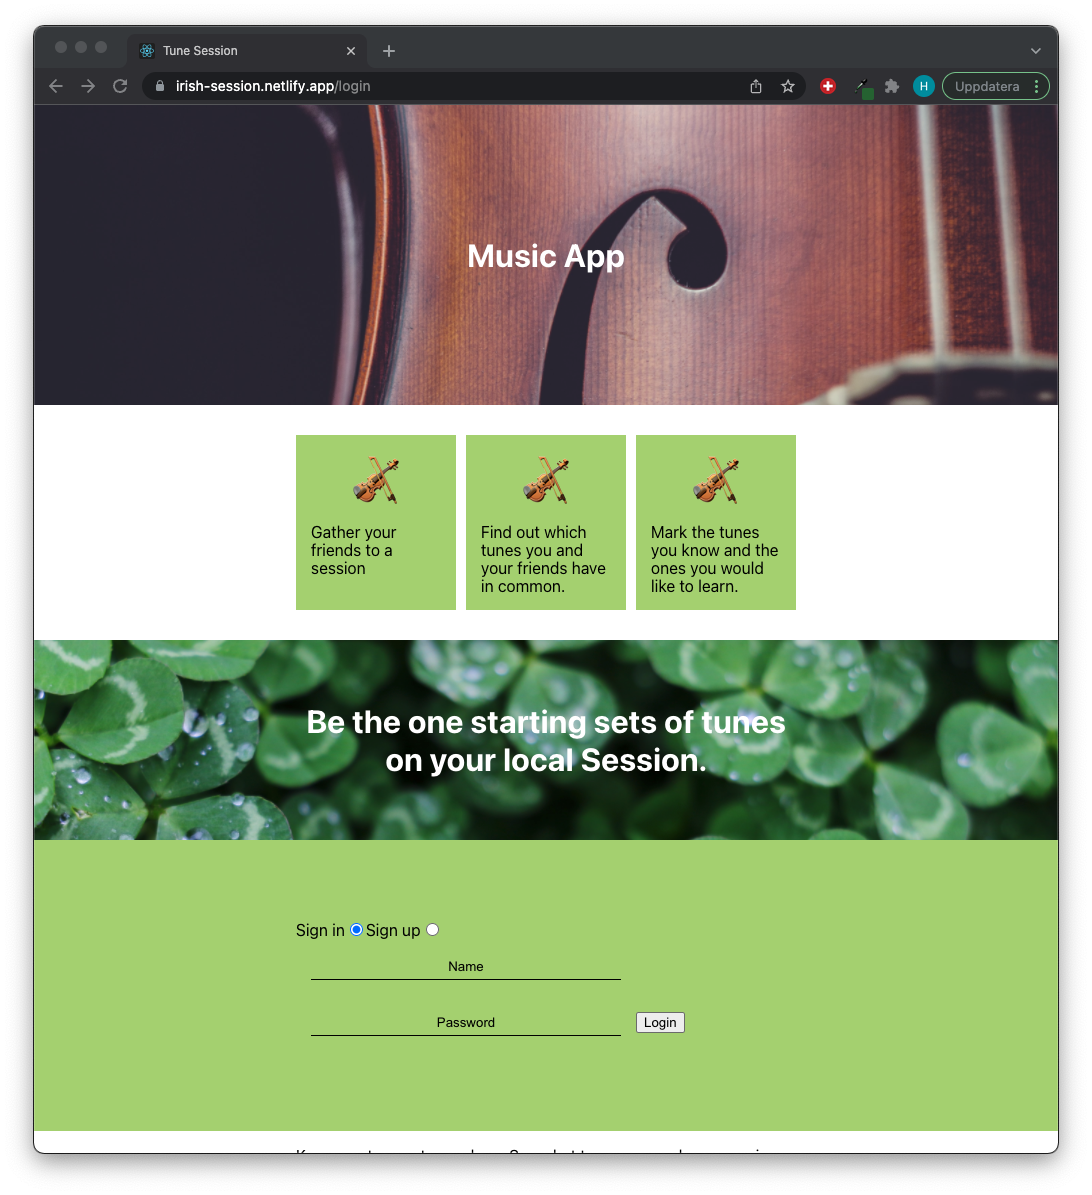 Tune Session
irish-session.netlify.app/login
H
Uppdatera
Music App
Gather your
friends to a
session
Find out which
tunes you and
your friends have
in common.
Mark the tunes
you know and the
ones you would
like to learn.
Be the one starting sets of tunes
on your local Session.
Sign in Sign up
Name
Password
Login